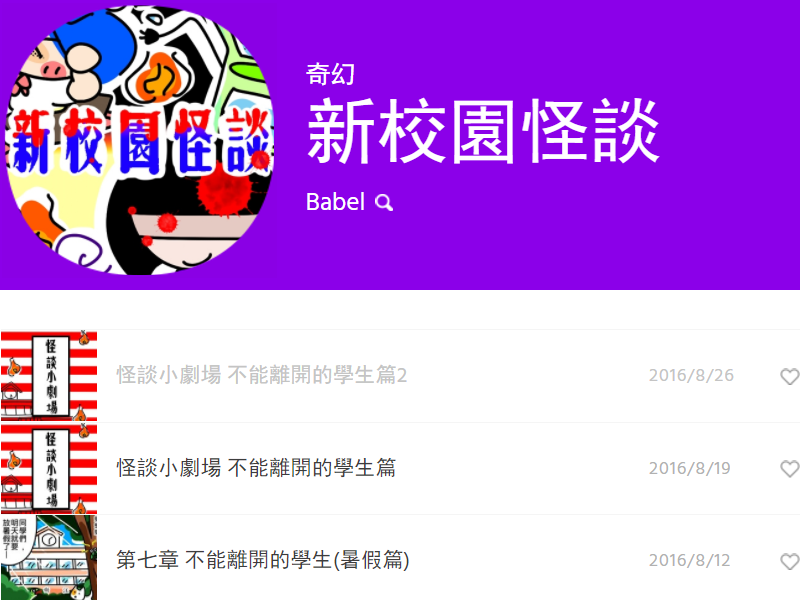 新校園怪談
奇幻
新校園怪談
Babel
怪談小劇場
怪談小劇場 不能離開的學生篇2
2016/8/26
怪談小劇場
怪談小劇場 不能離開的學生篇
2016/8/19
同學們，
明天就要
放暑假了—
第七章 不能離開的學生(暑假篇)
2016/8/12